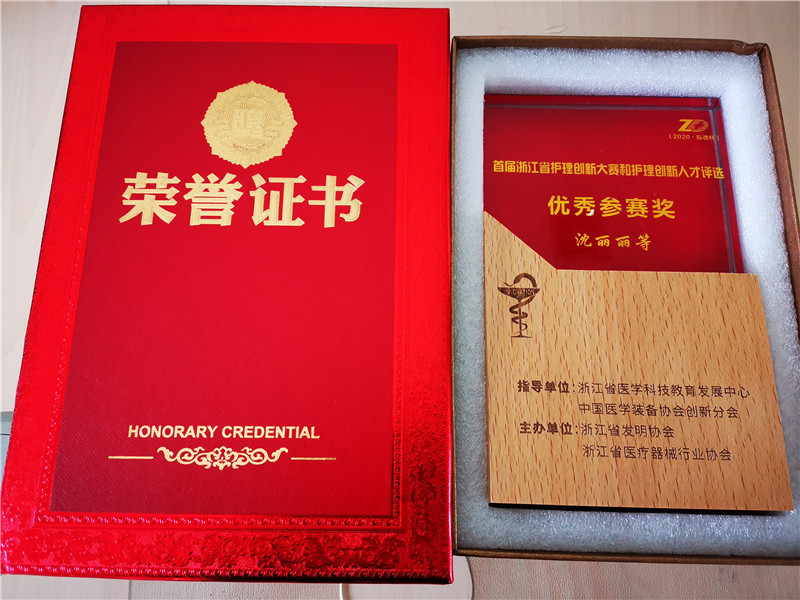 聘
荣誉证书
HONORARY CREDENTIAL
ZD
(2020·振德杯)
首届浙江省护理创新大赛和护理创新人才评选
优秀参赛奖
沈丽丽等
指导单位:浙江省医学科技教育发展中心
中国医学装备协会创新分会
主办单位:浙江省发明协会
浙江省医疗器械行业协会